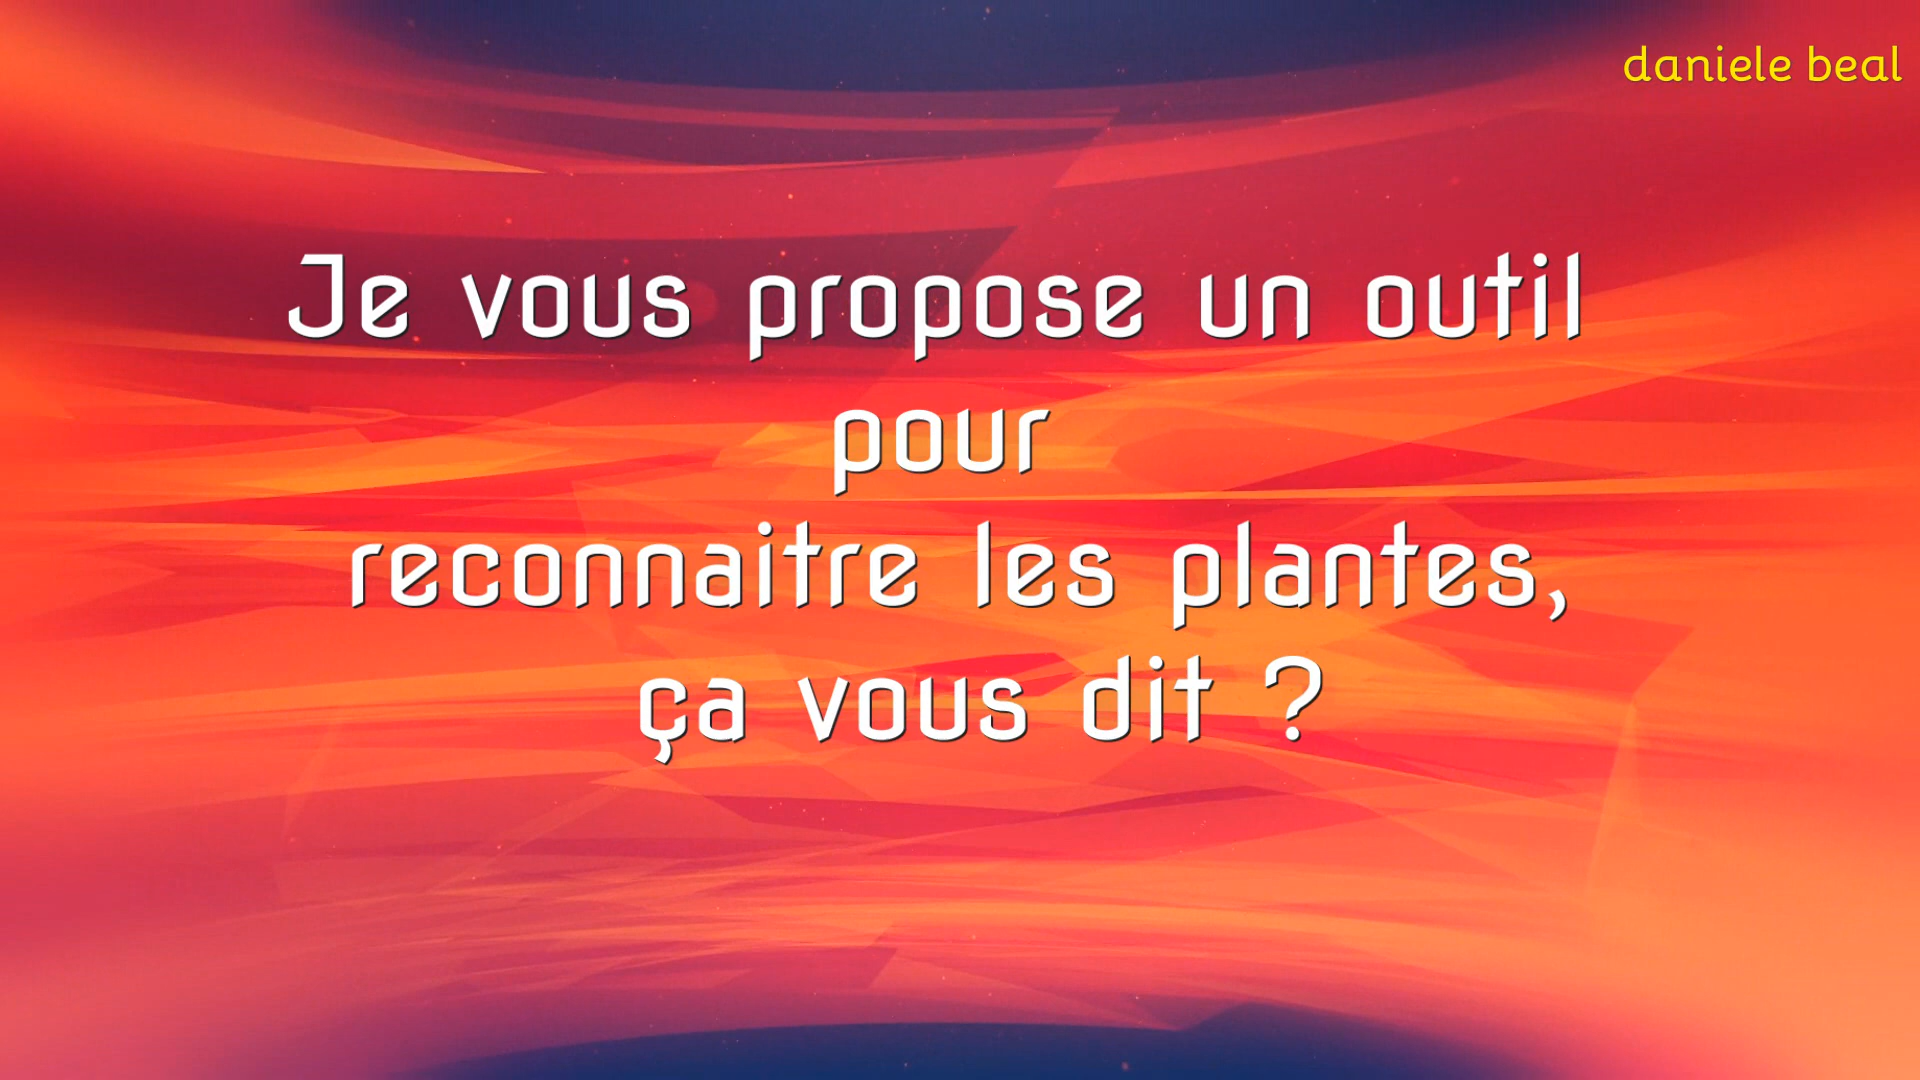 daniele beal
Je vous propose un outil
pour
reconnaitre les plantes,
ça vous dit ?